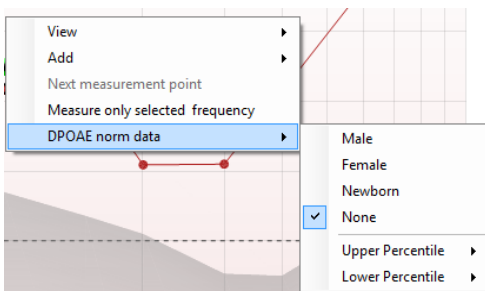 View
Add
Next measurement point
Measure only selected frequency
DPOAE norm data
Male
Female
Newborn
None
Upper Percentile
Lower Percentile